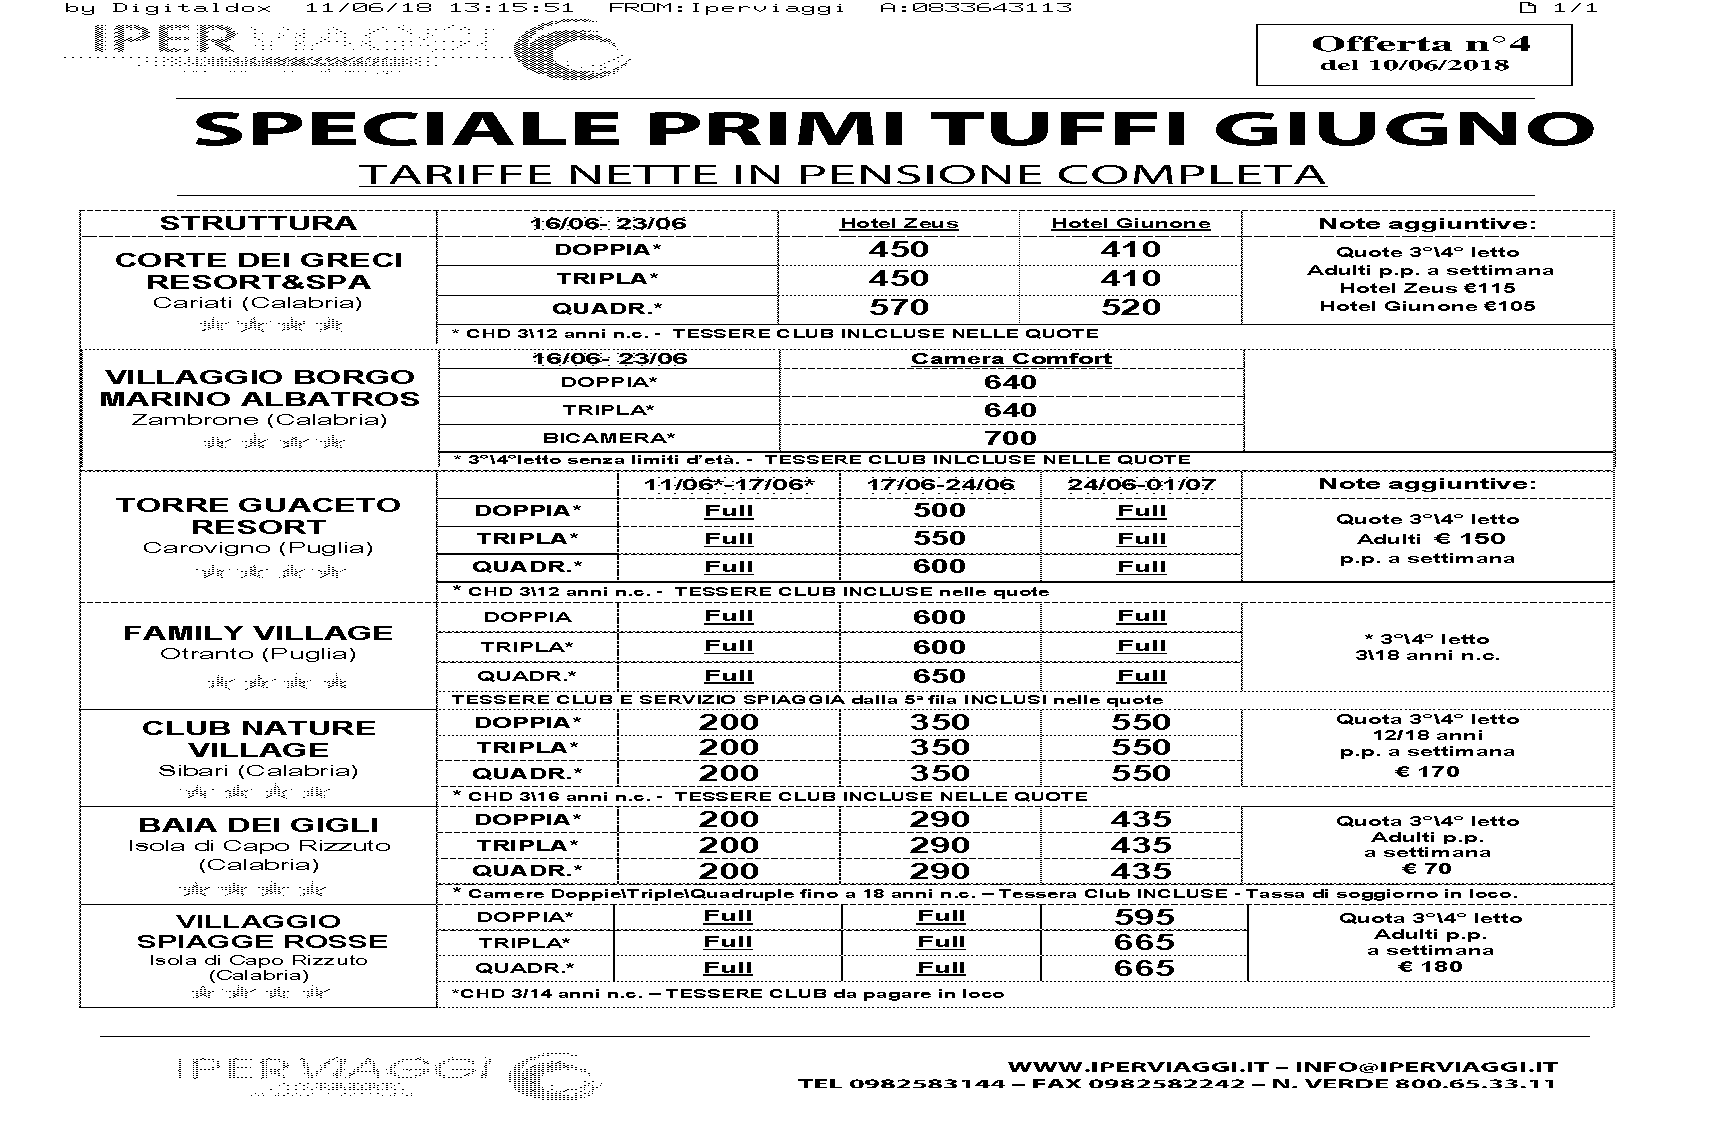 by Digitaldox 11/06/18 13:15:51 FROM:Iperviaggi A:0833643113 1/1
IPERVIAGGI
Offerta n°4
del 10/06/2018
SPECIALE PRIMI TUFFI GIUGNO
TARIFFE NETTE IN PENSIONE COMPLETA
STRUTTURA 16/06- 23/06 Hotel Zeus Hotel Giunone Note aggiuntive:
CORTE DEI GRECI
RESORT&SPA
Cariati (Calabria)
DOPPIA* 450 410
TRIPLA* 450 410
QUADR.* 570 520
Quote 3°\4° letto
Adulti p.p. a settimana
Hotel Zeus €115
Hotel Giunone €105
* CHD 3\12 anni n.c. - TESSERE CLUB INLCLUSE NELLE QUOTE
VILLAGGIO BORGO
MARINO ALBATROS
Zambrone (Calabria)
16/06- 23/06 Camera Comfort
DOPPIA* 640
TRIPLA* 640
BICAMERA* 700
* 3°\4°letto senza limiti d'età. - TESSERE CLUB INLCLUSE NELLE QUOTE
TORRE GUACETO
RESORT
Carovigno (Puglia)
11/06*-17/06* 17/06-24/06 24/06-01/07 Note aggiuntive:
DOPPIA* Full 500 Full
TRIPLA* Full 550 Full
QUADR.* Full 600 Full
Quote 3°\4° letto
Adulti € 150
p.p. a settimana
* CHD 3\12 anni n.c. - TESSERE CLUB INCLUSE nelle quote
FAMILY VILLAGE
Otranto (Puglia)
DOPPIA Full 600 Full
TRIPLA* Full 600 Full
QUADR.* Full 650 Full
* 3°\4° letto
3\18 anni n.c.
TESSERE CLUB E SERVIZIO SPIAGGIA dalla 5ª fila INCLUSI nelle quote
CLUB NATURE
VILLAGE
Sibari (Calabria)
DOPPIA* 200 350 550
TRIPLA* 200 350 550
QUADR.* 200 350 550
Quota 3°\4° letto
12/18 anni
p.p. a settimana
€ 170
* CHD 3\16 anni n.c. - TESSERE CLUB INCLUSE NELLE QUOTE
BAIA DEI GIGLI
Isola di Capo Rizzuto
(Calabria)
DOPPIA* 200 290 435
TRIPLA* 200 290 435
QUADR.* 200 290 435
Quota 3°\4° letto
Adulti p.p.
a settimana
€ 70
* Camere Doppie\Triple\Quadruple fino a 18 anni n.c. – Tessera Club INCLUSE - Tassa di soggiorno in loco.
VILLAGGIO
SPIAGGE ROSSE
Isola di Capo Rizzuto
(Calabria)
DOPPIA* Full Full 595
TRIPLA* Full Full 665
QUADR.* Full Full 665
Quota 3°\4° letto
Adulti p.p.
a settimana
€ 180
*CHD 3/14 anni n.c. – TESSERE CLUB da pagare in loco
IPERVIAGGI
WWW.IPERVIAGGI.IT – INFO@IPERVIAGGI.IT
TEL 0982583144 – FAX 0982582242 – N. VERDE 800.65.33.11